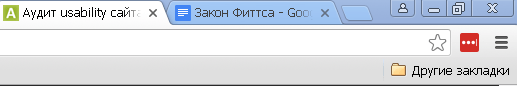 Аудит usability сайта
Закон Фиттса - Goo
Другие закладки